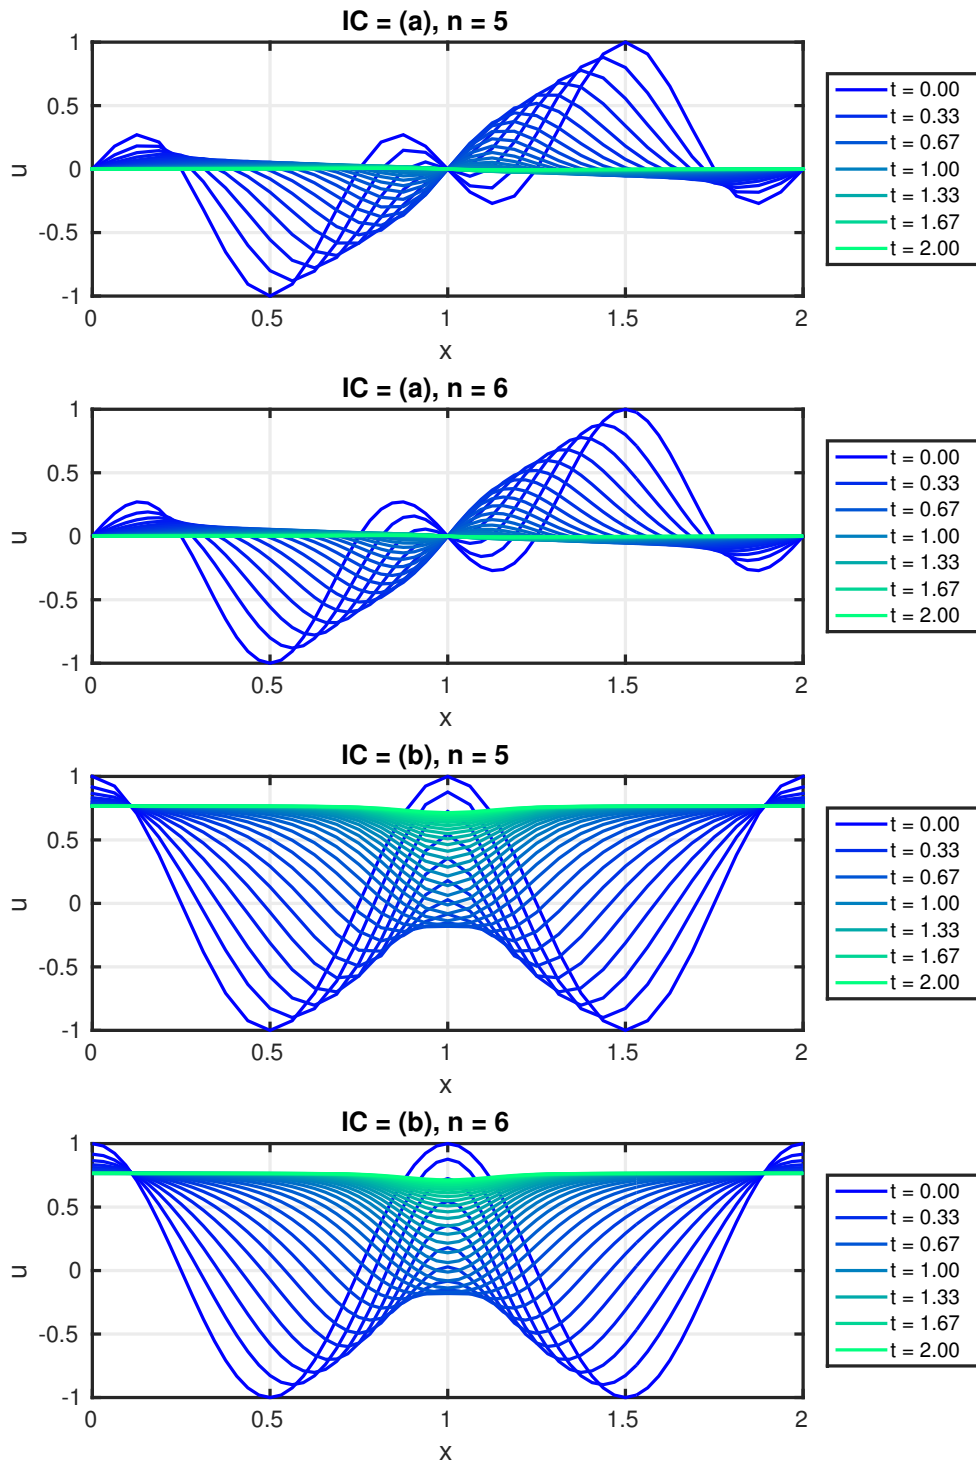 IC = (a), n = 5
1
0.5
0
-0.5
-1
u
0 0.5 1 1.5 2
x
t = 0.00
t = 0.33
t = 0.67
t = 1.00
t = 1.33
t = 1.67
t = 2.00
IC = (a), n = 6
1
0.5
0
-0.5
-1
u
0 0.5 1 1.5 2
x
t = 0.00
t = 0.33
t = 0.67
t = 1.00
t = 1.33
t = 1.67
t = 2.00
IC = (b), n = 5
1
0.5
0
-0.5
-1
u
0 0.5 1 1.5 2
x
t = 0.00
t = 0.33
t = 0.67
t = 1.00
t = 1.33
t = 1.67
t = 2.00
IC = (b), n = 6
1
0.5
0
-0.5
-1
u
0 0.5 1 1.5 2
x
t = 0.00
t = 0.33
t = 0.67
t = 1.00
t = 1.33
t = 1.67
t = 2.00